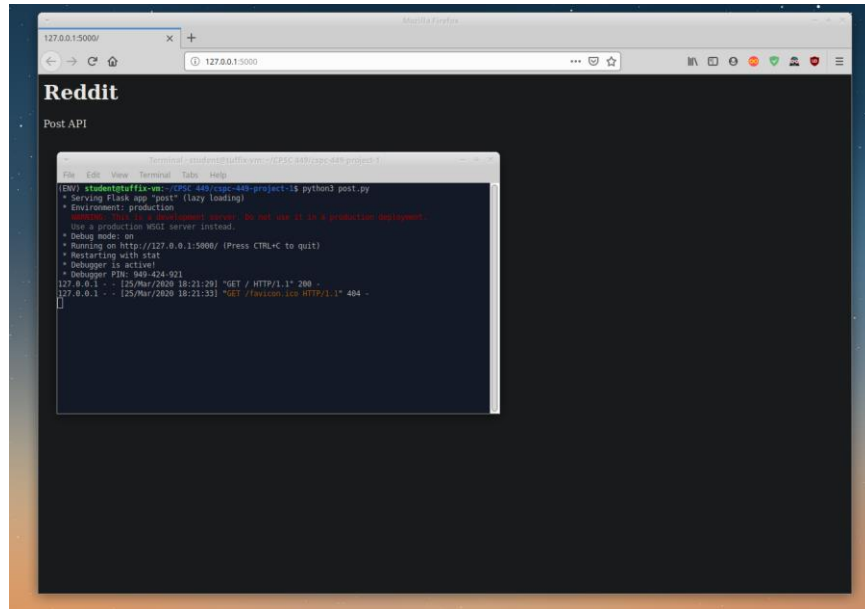 Mozilla Firefox
127.0.0.1:5000/
127.0.0.1:5000
Reddit
Post API
Terminal - student@tuffix-vm: ~/CPSC 449/cspc-449-project-1
File Edit View Terminal Tabs Help
(ENV) student@tuffix-vm:~/CPSC 449/cspc-449-project-1$ python3 post.py
* Serving Flask app "post" (lazy loading)
* Environment: production
WARNING: This is a development server. Do not use it in a production deployment.
Use a production WSGI server instead.
* Debug mode: on
* Running on http://127.0.0.1:5000/ (Press CTRL+C to quit)
* Restarting with stat
* Debugger is active!
* Debugger PIN: 949-424-921
127.0.0.1 - - [25/Mar/2020 18:21:29] "GET / HTTP/1.1" 200 -
127.0.0.1 - - [25/Mar/2020 18:21:33] "GET /favicon.ico HTTP/1.1" 404 -